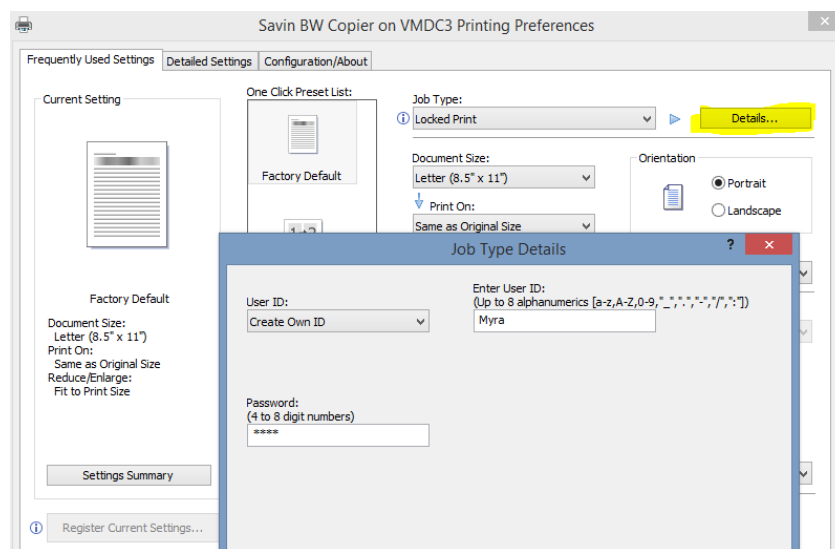 Savin BW Copier on VMDC3 Printing Preferences
Frequently Used Settings
Detailed Settings
Configuration/About
Current Setting
One Click Preset List:
Job Type:
Locked Print
Details...
Factory Default
Document Size:
Letter (8.5" x 11")
Print On:
Same as Original Size
Orientation
Portrait
Landscape
Factory Default
Document Size:
Letter (8.5" x 11")
Print On:
Same as Original Size
Reduce/Enlarge:
Fit to Print Size
Settings Summary
Register Current Settings...
Job Type Details
?
User ID:
Create Own ID
Enter User ID:
(Up to 8 alphanumerics [a-z,A-Z,0-9,"_",".","-","/",":"])
Myra
Password:
(4 to 8 digit numbers)
****